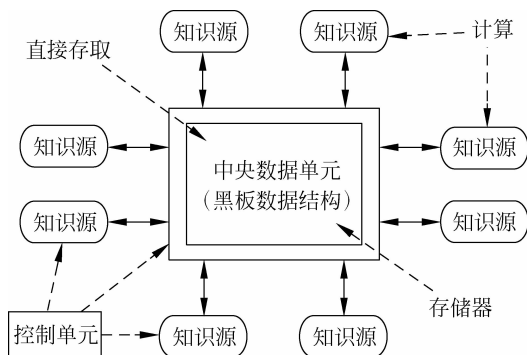 知识源
知识源
计算
直接存取
知识源
知识源
中央数据单元
（黑板数据结构）
知识源
知识源
存储器
控制单元
知识源
知识源